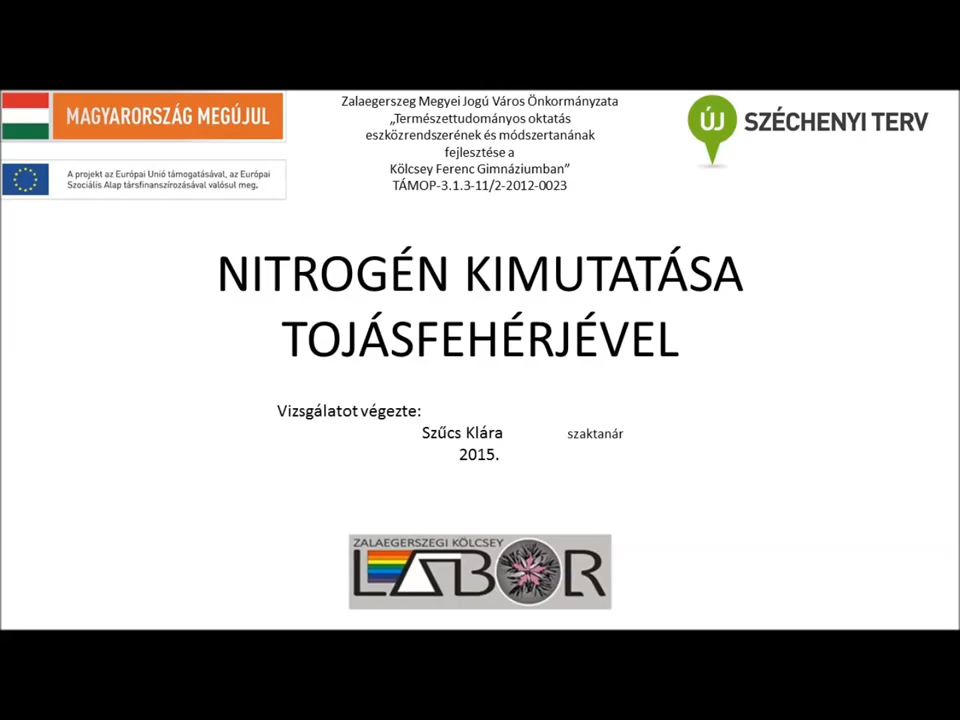 MAGYARORSZÁG MEGÚJUL
A projekt az Európai Unió támogatásával, az Európai
Szociális Alap társfinanszírozásával valósul meg.
Zalaegerszeg Megyei Jogú Város Önkormányzata
„Természettudományos oktatás
eszközrendszerének és módszertanának
fejlesztése a
Kölcsey Ferenc Gimnáziumban”
TÁMOP-3.1.3-11/2-2012-0023
ÚJ SZÉCHENYI TERV
NITROGÉN KIMUTATÁSA
TOJÁSFEHÉRJÉVEL
Vizsgálatot végezte:
Szűcs Klára szaktanár
2015.
ZALAEGERSZEGI KÖLCSEY
LABOR